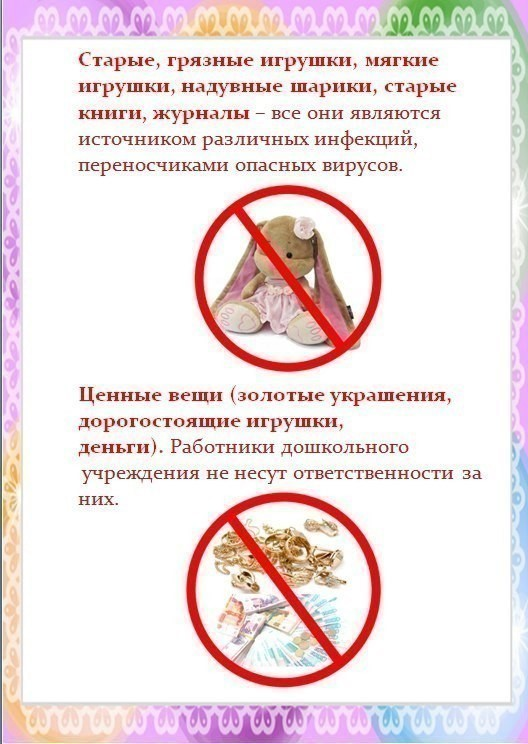 Старые, грязные игрушки, мягкие
игрушки, надувные шарики, старые
книги, журналы – все они являются
источником различных инфекций,
переносчиками опасных вирусов.
Ценные вещи (золотые украшения,
дорогостоящие игрушки,
деньги). Работники дошкольного
учреждения не несут ответственности за
них.